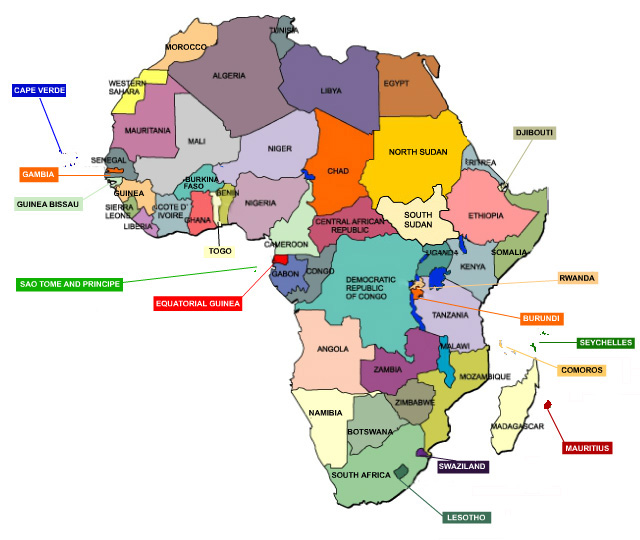 TUNISIA
MOROCCO
ALGERIA
WESTERN
SAHARA
LIBYA
EGYPT
CAPE VERDE
MAURITANIA
MALI
NIGER
CHAD
NORTH SUDAN
DJIBOUTI
ERITREA
SENEGAL
GAMBIA
GUINEA BISSAU
GUINEA
BURKINA
FASO
BENIN
NIGERIA
SIERRA
LEONE
LIBERIA
COTE D'
IVOIRE
GHANA
TOGO
SOUTH
SUDAN
ETHIOPIA
CENTRAL AFRICAN
REPUBLIC
CAMEROON
SOMALIA
UGANDA
KENYA
SAO TOME AND PRINCIPE
EQUATORIAL GUINEA
GABON
CONGO
DEMOCRATIC
REPUBLIC
OF CONGO
RWANDA
BURUNDI
TANZANIA
SEYCHELLES
COMOROS
ANGOLA
ZAMBIA
MALAWI
MOZAMBIQUE
ZIMBABWE
NAMIBIA
BOTSWANA
MADAGASCAR
MAURITIUS
SWAZILAND
SOUTH AFRICA
LESOTHO